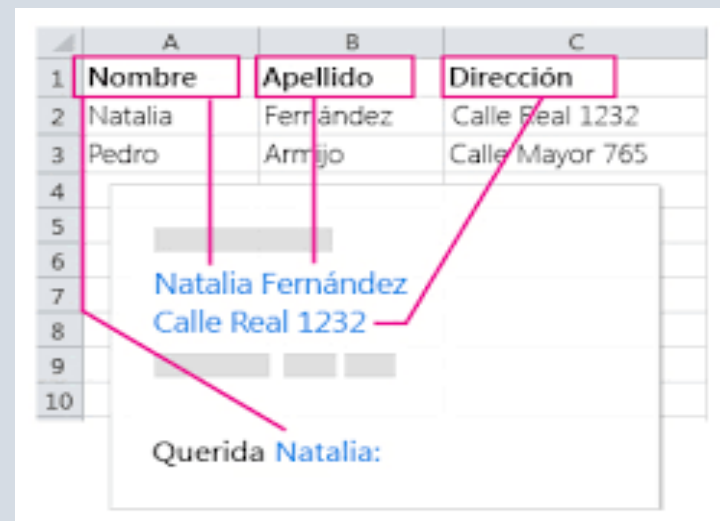 A B C
1 Nombre Apellido Dirección
2 Natalia Fernández Calle Real 1232
3 Pedro Armijo Calle Mayor 765
4
5
6
7
8
9
10
Natalia Fernández
Calle Real 1232
Querida Natalia: